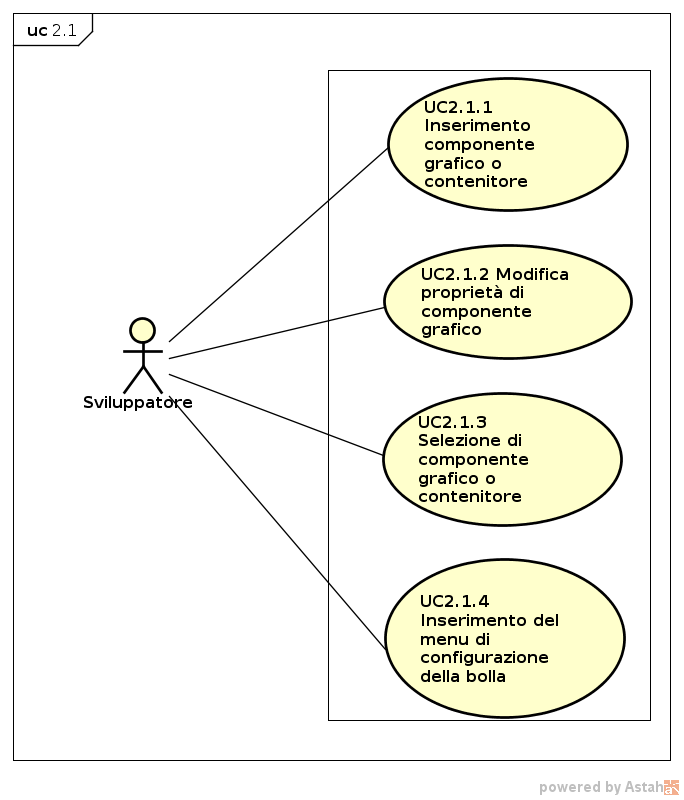 uc 2.1
UC2.1.1
Inserimento
componente
grafico o
contenitore
UC2.1.2 Modifica
proprietà di
componente
grafico
Sviluppatore
UC2.1.3
Selezione di
componente
grafico o
contenitore
UC2.1.4
Inserimento del
menu di
configurazione
della bolla
powered by Astah